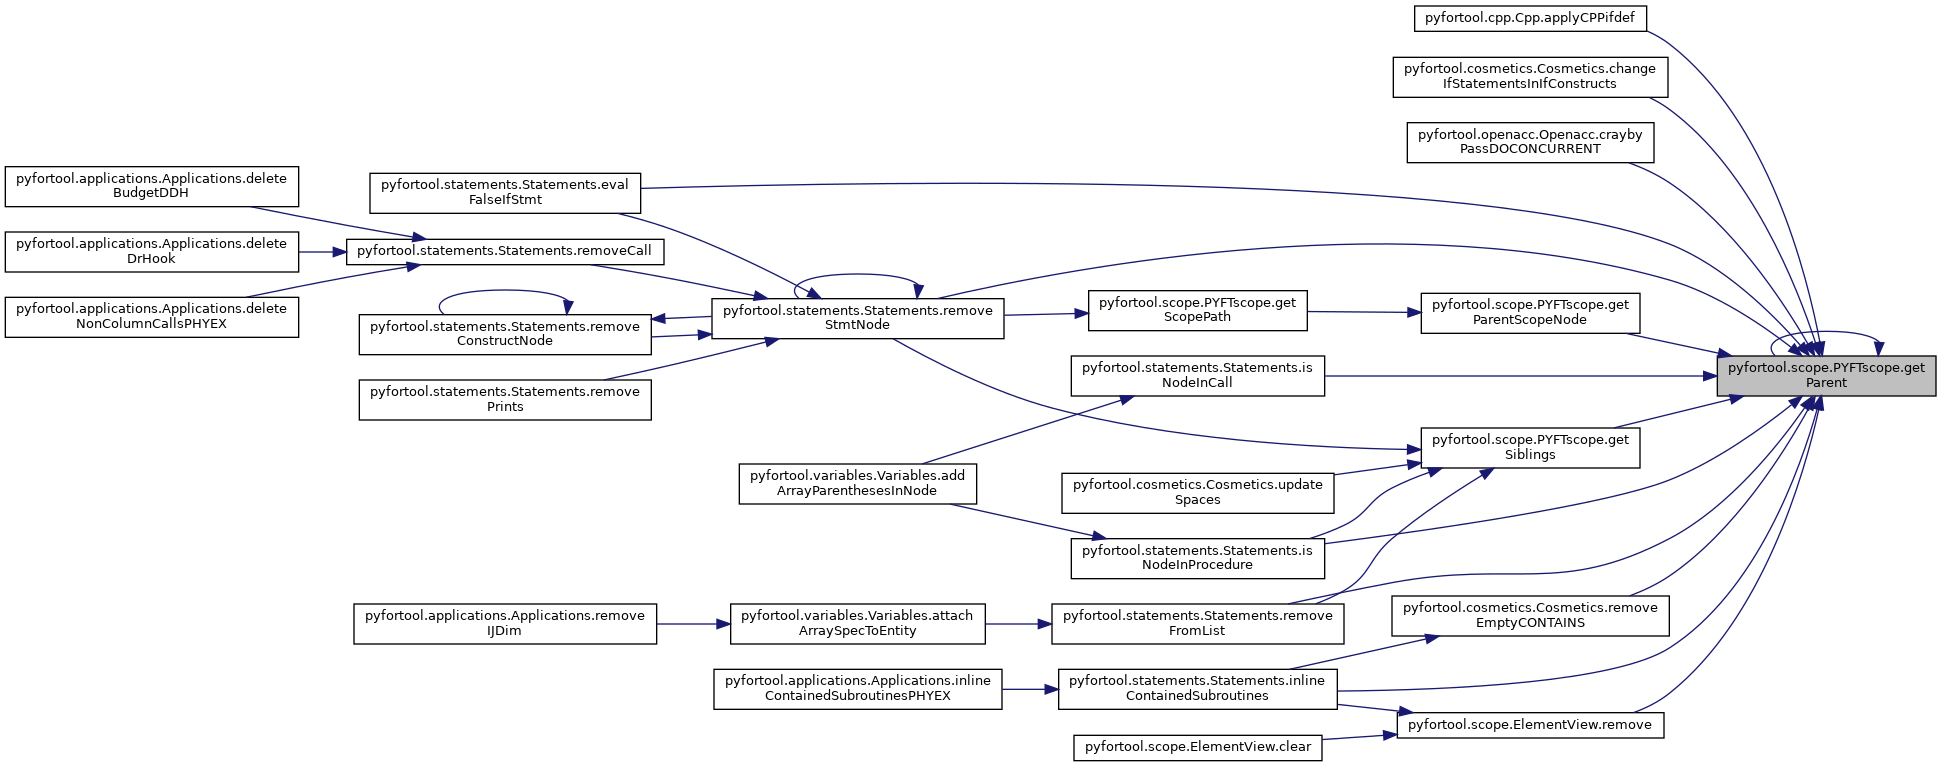 pyfortool.cpp.Cpp.applyCPPifdef
pyfortool.cosmetics.Cosmetics.change
IfStatementsInIfConstructs
pyfortool.openacc.Openacc.crayby
PassDOCONCURRENT
pyfortool.applications.Applications.delete
BudgetDDH
pyfortool.statements.Statements.eval
FalseIfStmt
pyfortool.applications.Applications.delete
DrHook
pyfortool.statements.Statements.removeCall
pyfortool.applications.Applications.delete
NonColumnCallsPHYEX
pyfortool.statements.Statements.remove
ConstructNode
pyfortool.statements.Statements.remove
StmtNode
pyfortool.scope.PYFTscope.get
ScopePath
pyfortool.scope.PYFTscope.get
ParentScopeNode
pyfortool.statements.Statements.remove
Prints
pyfortool.statements.Statements.is
NodeInCall
pyfortool.scope.PYFTscope.get
Parent
pyfortool.scope.PYFTscope.get
Siblings
pyfortool.variables.Variables.add
ArrayParenthesesInNode
pyfortool.cosmetics.Cosmetics.update
Spaces
pyfortool.statements.Statements.is
NodeInProcedure
pyfortool.applications.Applications.remove
IJDim
pyfortool.variables.Variables.attach
ArraySpecToEntity
pyfortool.statements.Statements.remove
FromList
pyfortool.cosmetics.Cosmetics.remove
EmptyCONTAINS
pyfortool.applications.Applications.inline
ContainedSubroutinesPHYEX
pyfortool.statements.Statements.inline
ContainedSubroutines
pyfortool.scope.ElementView.remove
pyfortool.scope.ElementView.clear